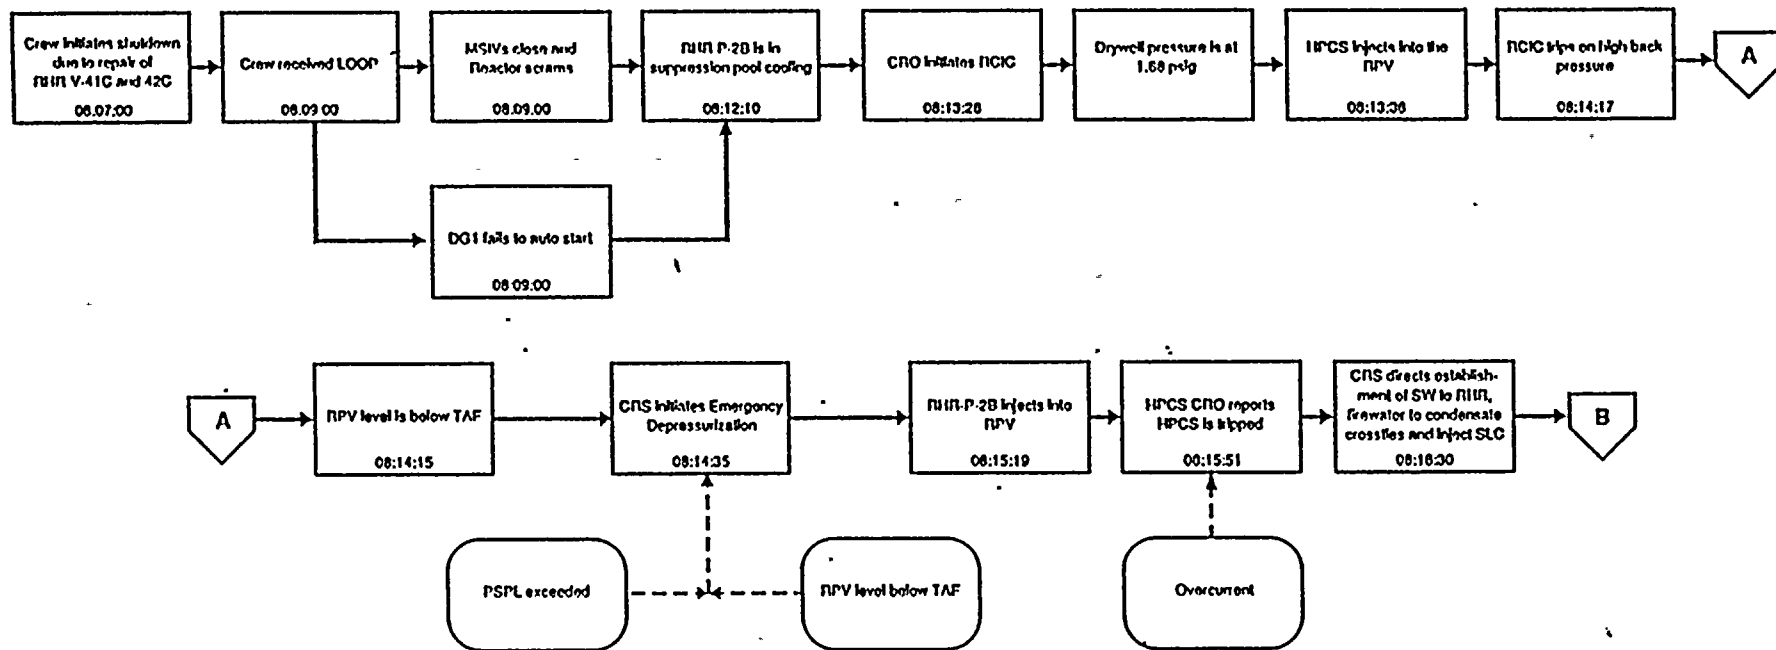 Crew initiates shutdown
due to repair of
RHR V-41C and 42C
08:07:00
Crew received LOOP
08:09:00
MSIVs close and
Reactor scrams
08:09:00
RHR P-2B is in
suppression pool cooling
08:12:10
CRO initiates RCIC
08:13:28
Drywell pressure is at
1.68 psig
HPCS injects into the
RPV
08:13:36
RCIC trips on high back
pressure
08:14:17
A
DG1 fails to auto start
08:09:00
A
RPV level is below TAF
08:14:15
CRS initiates Emergency
Depressurization
08:14:35
RHR-P-2B injects into
RPV
08:15:19
HPCS CRO reports
HPCS is tripped
08:15:51
CRS directs establish-
ment of SW to RHR,
firewater to condensate
crossties and inject SLC
08:16:30
B
PSPL exceeded
RPV level below TAF
Overcurrent